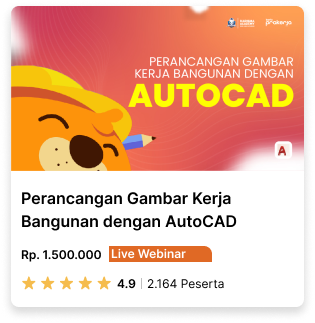 Prakerja
PERANCANGAN GAMBAR
KERJA BANGUNAN DENGAN
AUTOCAD
A
Perancangan Gambar Kerja
Bangunan dengan AutoCAD
Rp. 1.500.000 Live Webinar
4.9 2.164 Peserta